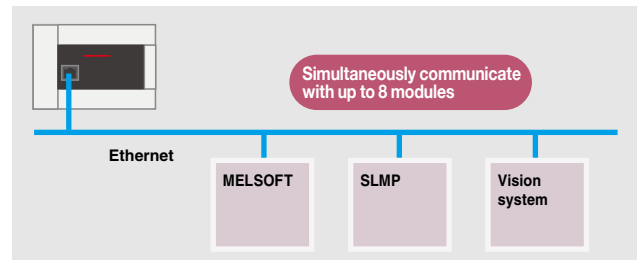 Simultaneously communicate
with up to 8 modules
Ethernet
MELSOFT
SLMP
Vision
system